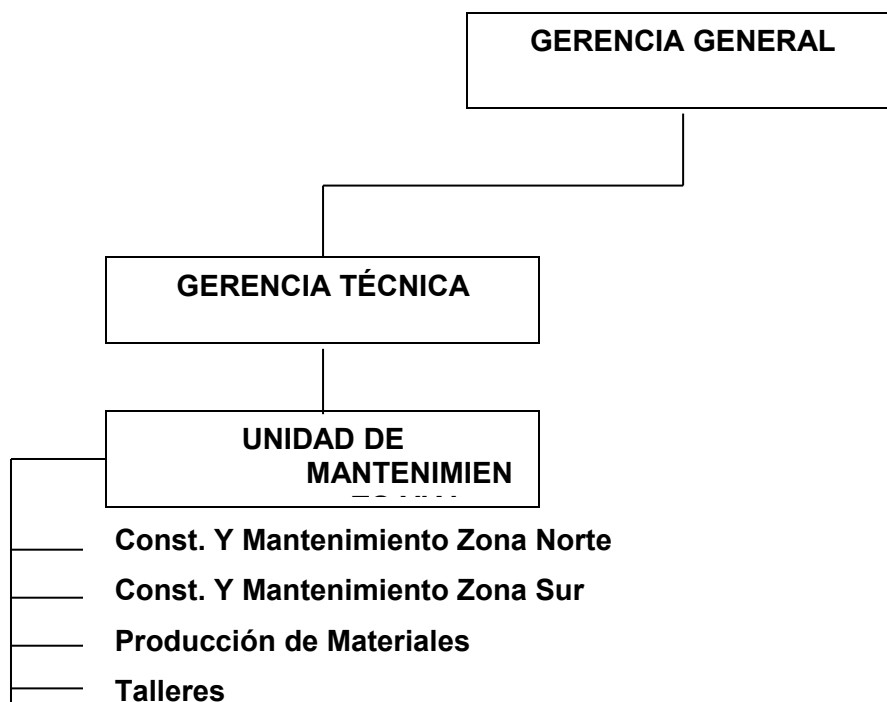 GERENCIA GENERAL
GERENCIA TÉCNICA
UNIDAD DE
MANTENIMIEN
Const. Y Mantenimiento Zona Norte
Const. Y Mantenimiento Zona Sur
Producción de Materiales
Talleres